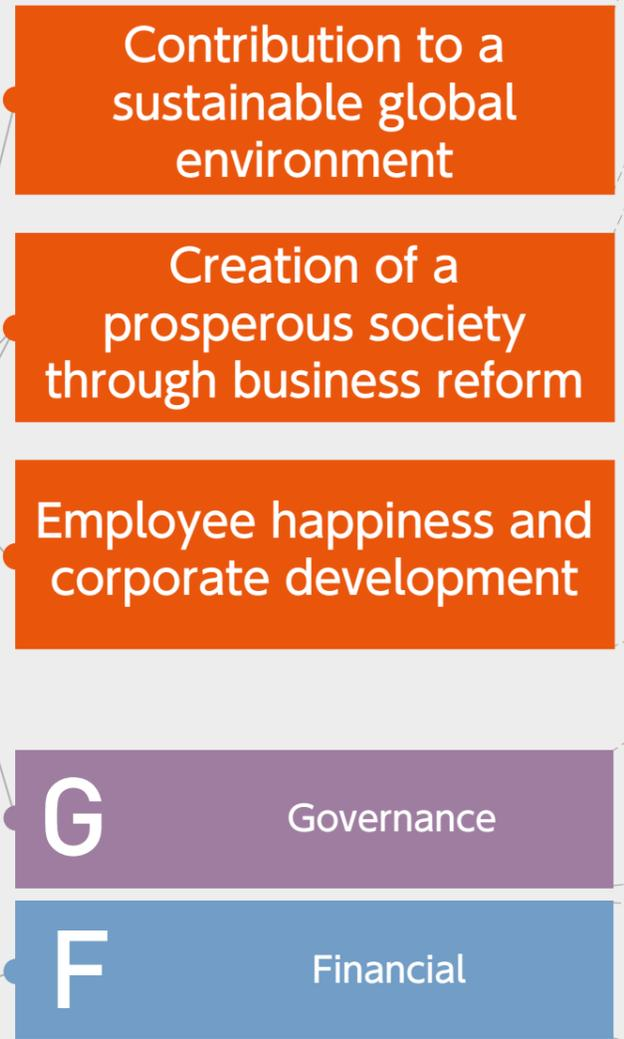 Contribution to a
sustainable global
environment
Creation of a
prosperous society
through business reform
Employee happiness and
corporate development
G Governance
F Financial